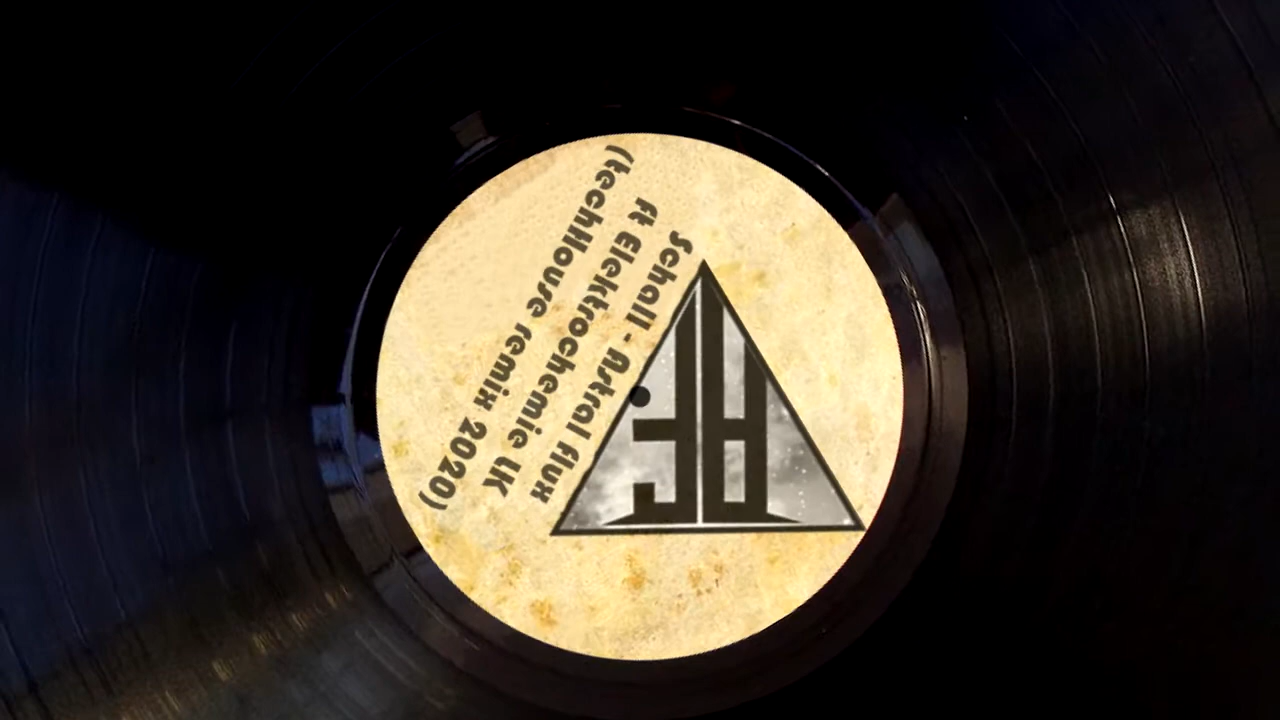 Schall - Astral flux
ft Elektrochemie LK
(techHouse remix 2020)